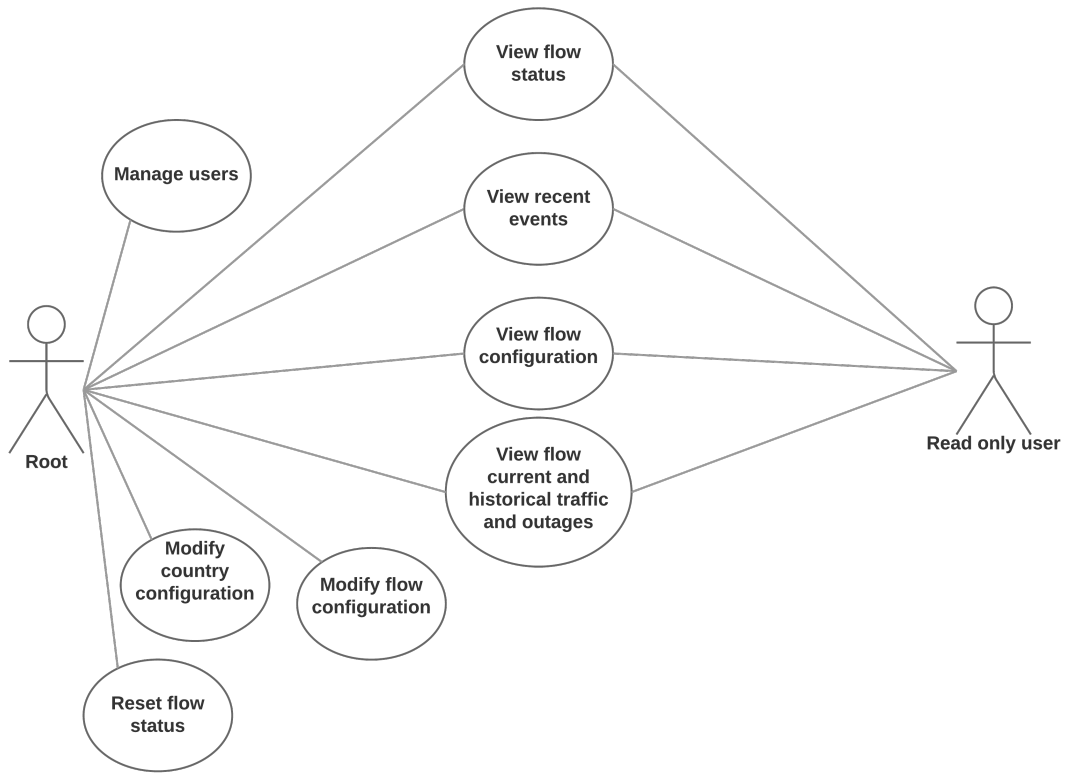 View flow
status
Manage users
View recent
events
View flow
configuration
Root
Read only user
View flow
current and
historical traffic
and outages
Modify
country
configuration
Modify flow
configuration
Reset flow
status